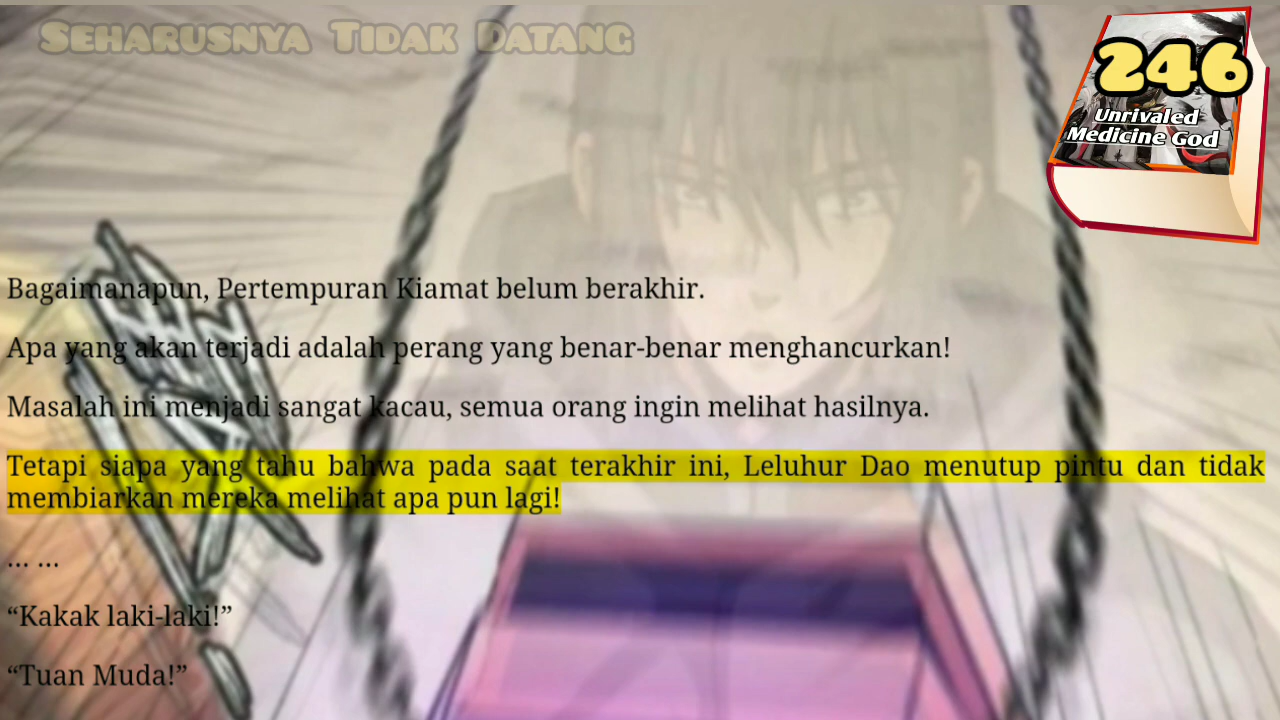 Seharusnya Tidak Datang
246
Unrivaled
Medicine God
Bagaimanapun, Pertempuran Kiamat belum berakhir.
Apa yang akan terjadi adalah perang yang benar-benar menghancurkan!
Masalah ini menjadi sangat kacau, semua orang ingin melihat hasilnya.
Tetapi siapa yang tahu bahwa pada saat terakhir ini, Leluhur Dao menutup pintu dan tidak
membiarkan mereka melihat apa pun lagi!
... ...
“Kakak laki-laki!”
“Tuan Muda!”